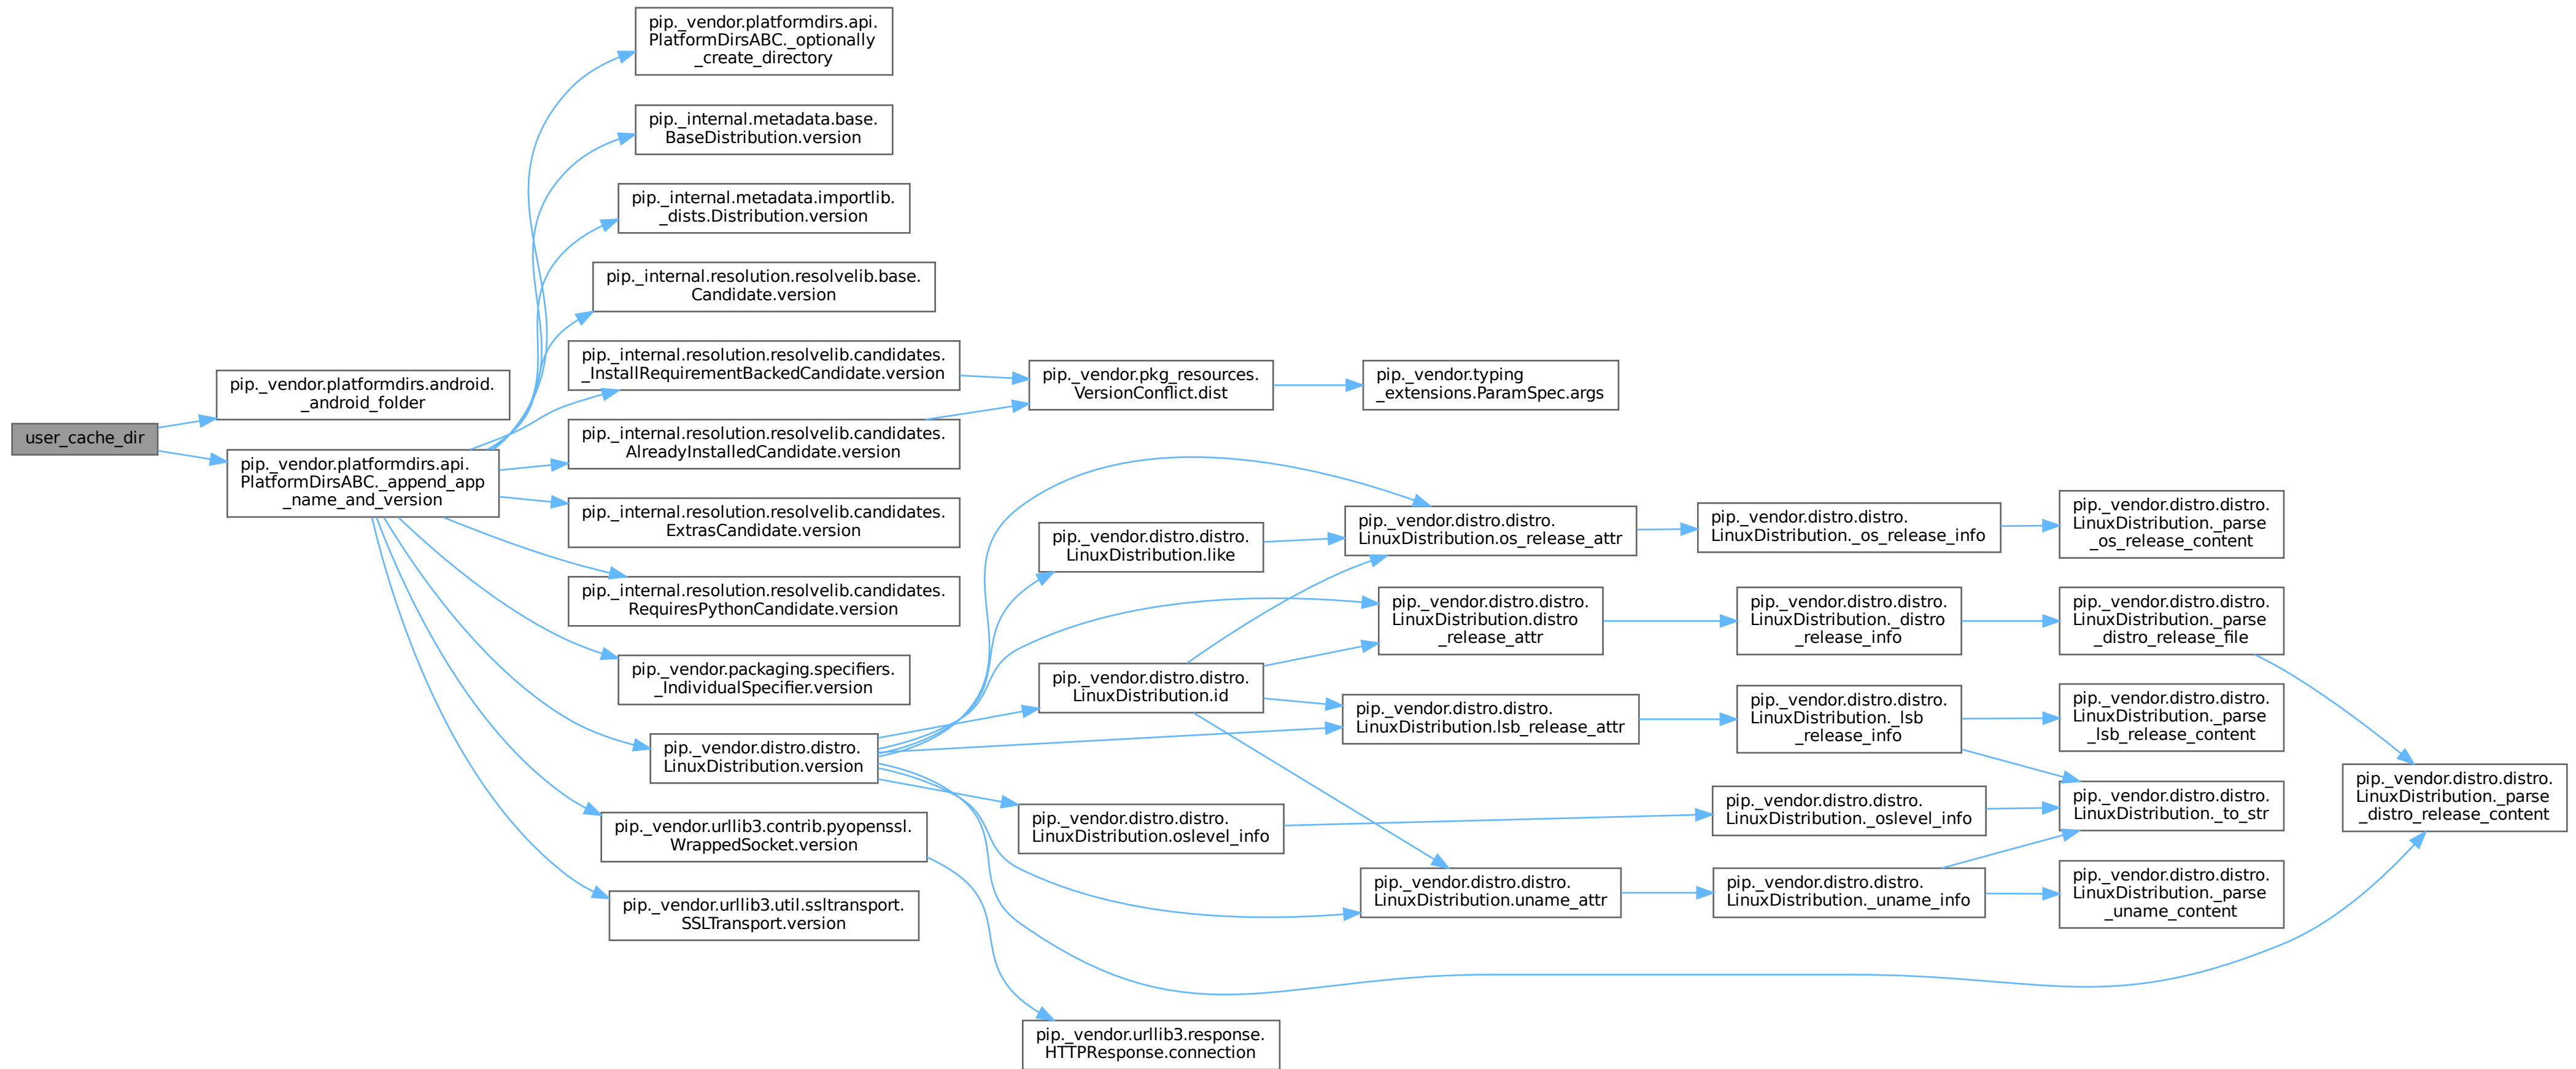 user_cache_dir
pip._vendor.platformdirs.android.
_android_folder
pip._vendor.platformdirs.api.
PlatformDirsABC._append_app
_name_and_version
pip._vendor.platformdirs.api.
PlatformDirsABC._optionally
_create_directory
pip._internal.metadata.base.
BaseDistribution.version
pip._internal.metadata.importlib.
_dists.Distribution.version
pip._internal.resolution.resolvelib.base.
Candidate.version
pip._internal.resolution.resolvelib.candidates.
_InstallRequirementBackedCandidate.version
pip._internal.resolution.resolvelib.candidates.
AlreadyInstalledCandidate.version
pip._internal.resolution.resolvelib.candidates.
ExtrasCandidate.version
pip._internal.resolution.resolvelib.candidates.
RequiresPythonCandidate.version
pip._vendor.packaging.specifiers.
_IndividualSpecifier.version
pip._vendor.distro.distro.
LinuxDistribution.version
pip._vendor.urllib3.contrib.pyopenssl.
WrappedSocket.version
pip._vendor.urllib3.util.ssltransport.
SSLTransport.version
pip._vendor.pkg_resources.
VersionConflict.dist
pip._vendor.typing
_extensions.ParamSpec.args
pip._vendor.distro.distro.
LinuxDistribution.like
pip._vendor.distro.distro.
LinuxDistribution.id
pip._vendor.distro.distro.
LinuxDistribution.oslevel_info
pip._vendor.urllib3.response.
HTTPResponse.connection
pip._vendor.distro.distro.
LinuxDistribution.os_release_attr
pip._vendor.distro.distro.
LinuxDistribution.distro
_release_attr
pip._vendor.distro.distro.
LinuxDistribution.lsb_release_attr
pip._vendor.distro.distro.
LinuxDistribution.uname_attr
pip._vendor.distro.distro.
LinuxDistribution._os_release_info
pip._vendor.distro.distro.
LinuxDistribution._distro
_release_info
pip._vendor.distro.distro.
LinuxDistribution._lsb
_release_info
pip._vendor.distro.distro.
LinuxDistribution._oslevel_info
pip._vendor.distro.distro.
LinuxDistribution._uname_info
pip._vendor.distro.distro.
LinuxDistribution._parse
_os_release_content
pip._vendor.distro.distro.
LinuxDistribution._parse
_distro_release_file
pip._vendor.distro.distro.
LinuxDistribution._parse
_lsb_release_content
pip._vendor.distro.distro.
LinuxDistribution._to_str
pip._vendor.distro.distro.
LinuxDistribution._parse
_uname_content
pip._vendor.distro.distro.
LinuxDistribution._parse
_distro_release_content